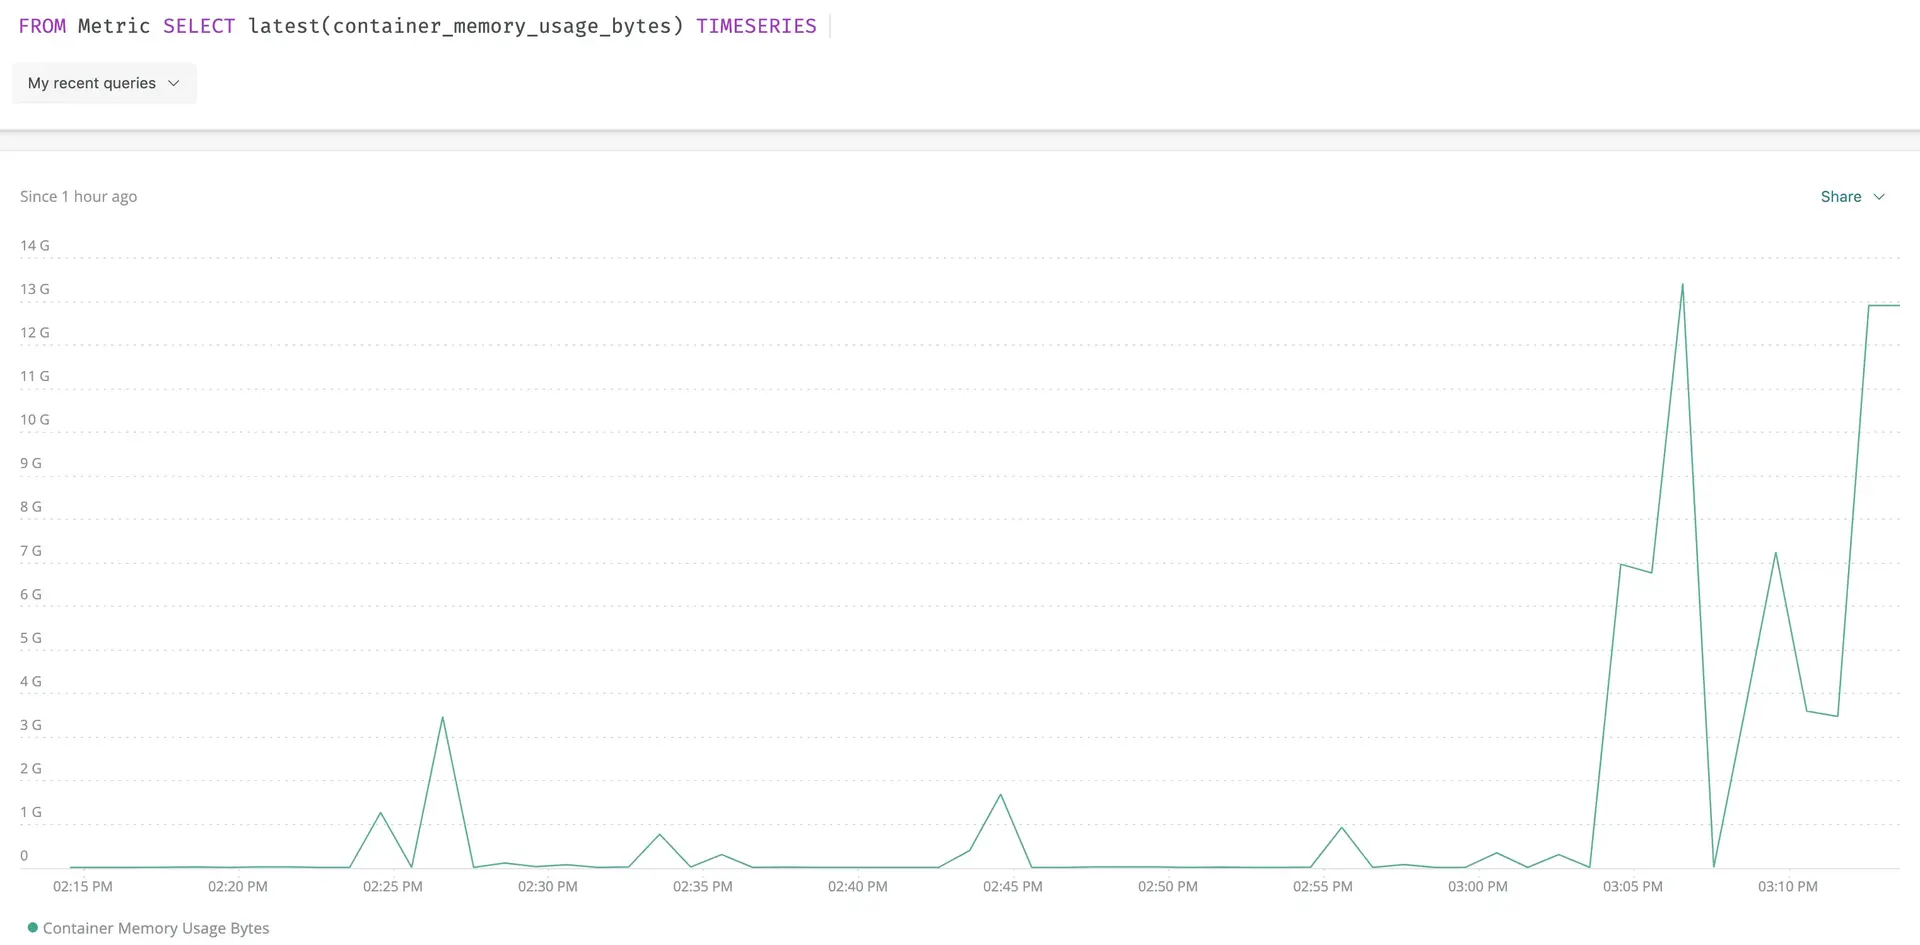 FROM Metric SELECT latest(container_memory_usage_bytes) TIMESERIES
My recent queries
Since 1 hour ago
Share
14 G
13 G
12 G
11 G
10 G
9 G
8 G
7 G
6 G
5 G
4 G
3 G
2 G
1 G
0
02:15 PM 02:20 PM 02:25 PM 02:30 PM 02:35 PM 02:40 PM 02:45 PM 02:50 PM 02:55 PM 03:00 PM 03:05 PM 03:10 PM
Container Memory Usage Bytes